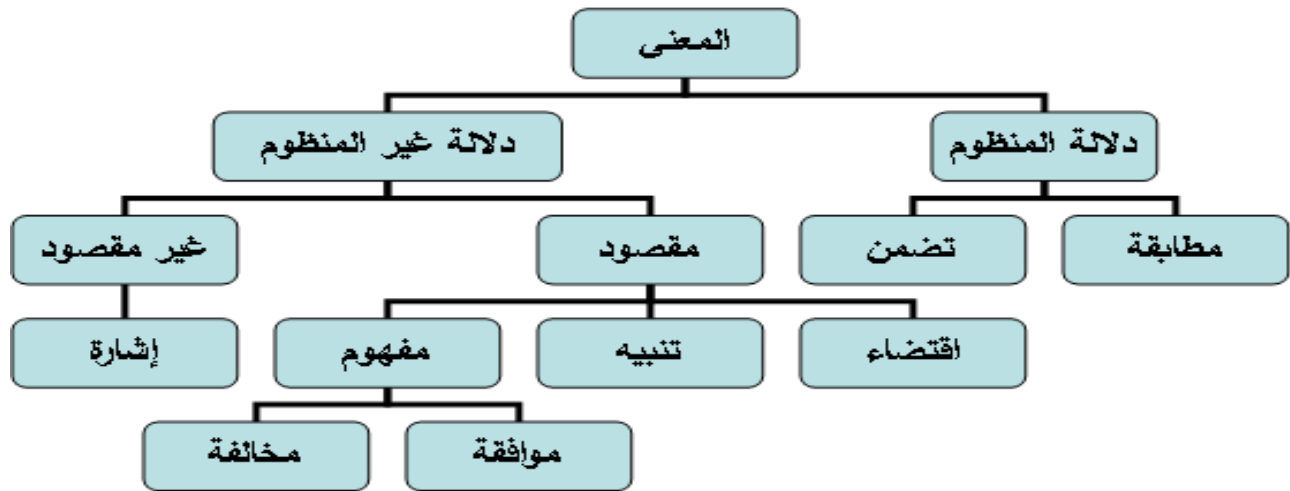 المعنى
دلالة المنظوم
دلالة غير المنظوم
مطابقة
تضمن
مقصود
غير مقصود
اقتضاء
تنبيه
مفهوم
إشارة
موافقة
مخالفة